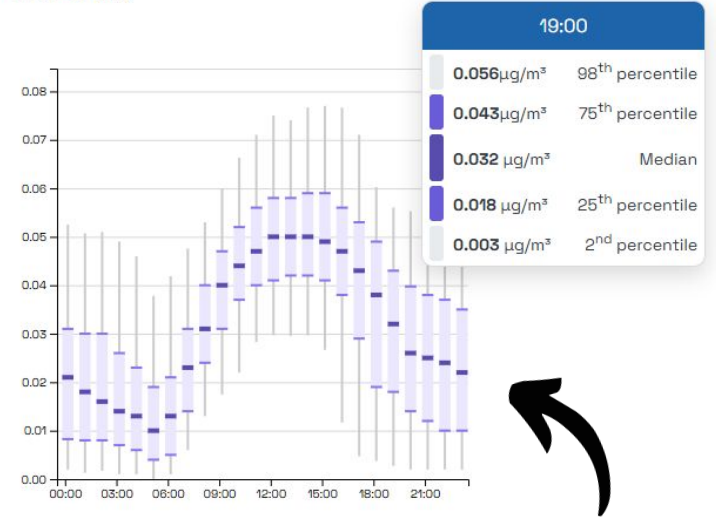 19:00
0.056µg/m³ 98th percentile
0.043µg/m³ 75th percentile
0.032 µg/m³ Median
0.018 µg/m³ 25th percentile
0.003 µg/m³ 2nd percentile
0.08
0.07
0.06
0.05
0.04
0.03
0.02
0.01
0.00
00:00 03:00 06:00 09:00 12:00 15:00 18:00 21:00